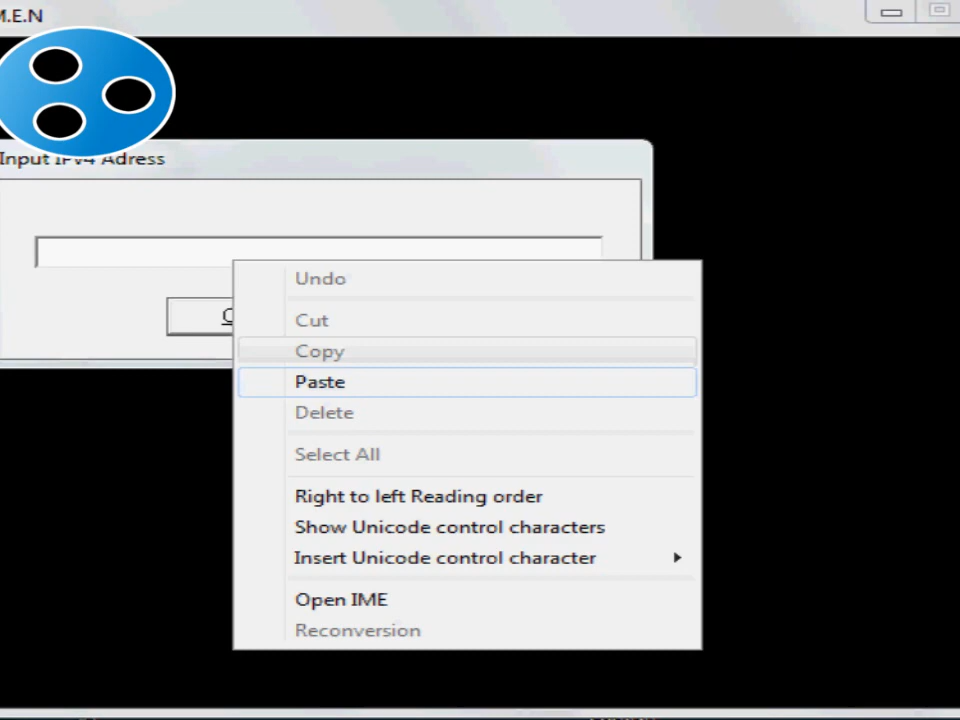 M.E.N
Input IPv4 Adress
Undo
Cut
Copy
Paste
Delete
Select All
Right to left Reading order
Show Unicode control characters
Insert Unicode control character
Open IME
Reconversion